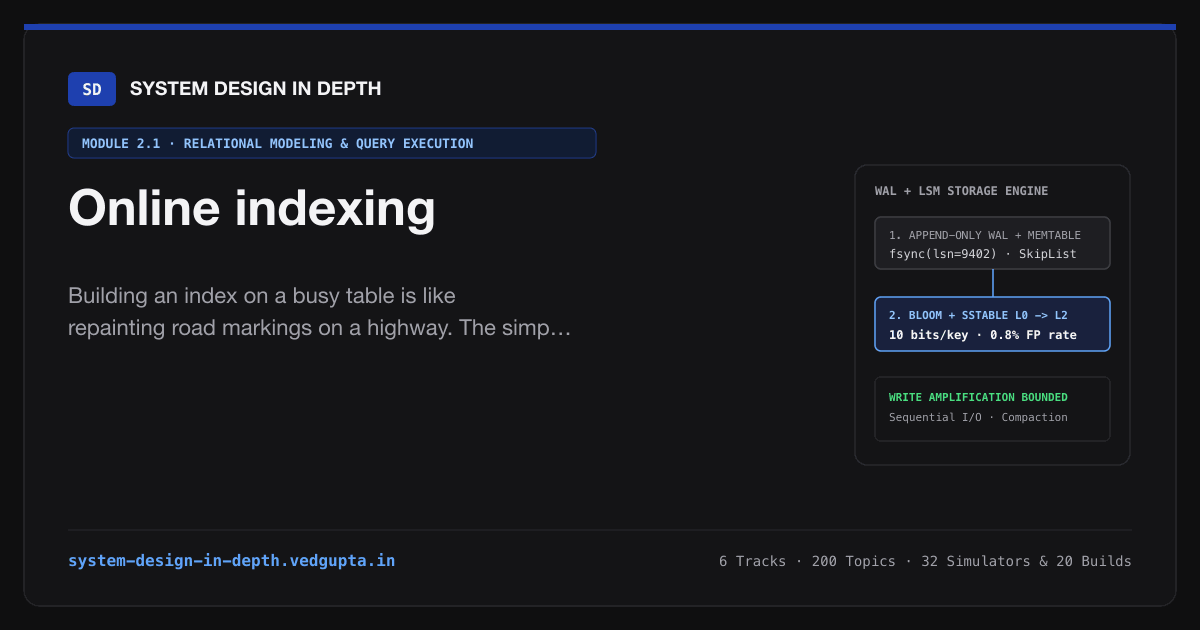 SD
SYSTEM DESIGN IN DEPTH
MODULE 2.1 · RELATIONAL MODELING & QUERY EXECUTION
Online indexing
Building an index on a busy table is like
repainting road markings on a highway. The simp…
WAL + LSM STORAGE ENGINE
1. APPEND-ONLY WAL + MEMTABLE
fsync(lsn=9402) · SkipList
2. BLOOM + SSTABLE L0 -> L2
10 bits/key · 0.8% FP rate
WRITE AMPLIFICATION BOUNDED
Sequential I/O · Compaction
system-design-in-depth.vedgupta.in
6 Tracks · 200 Topics · 32 Simulators & 20 Builds